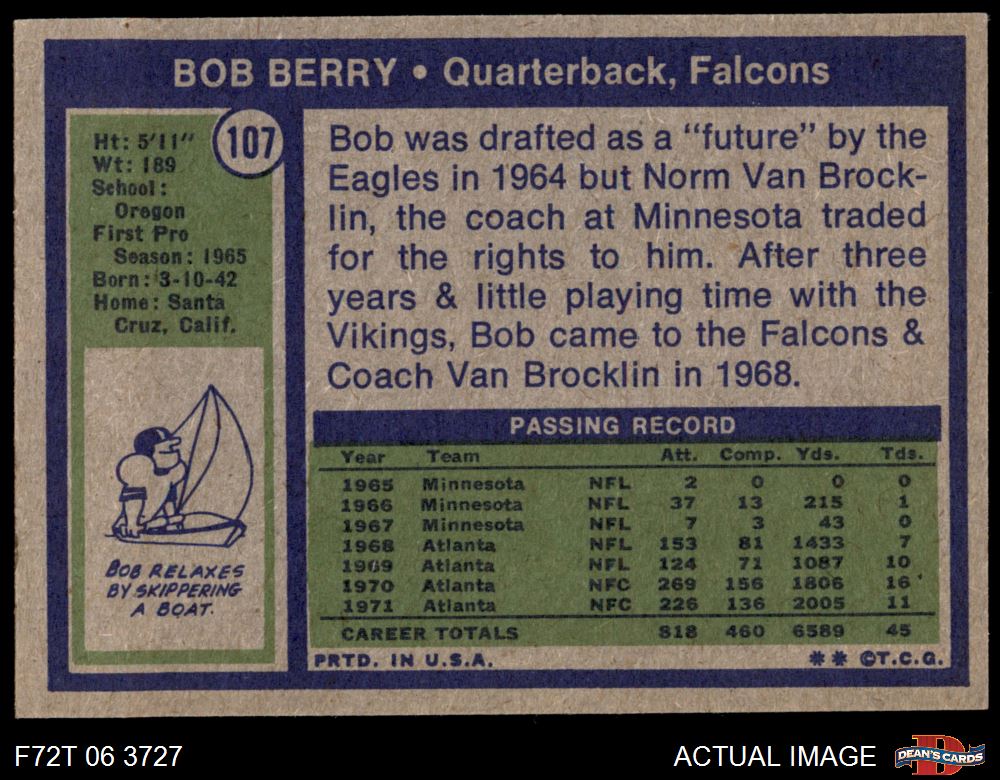 BOB BERRY • Quarterback, Falcons
107
Ht: 5'11"
Wt: 189
School:
Oregon
First Pro
Season: 1965
Born: 3-10-42
Home: Santa
Cruz, Calif.
BOB RELAXES
BY SKIPPERING
A BOAT.
Bob was drafted as a "future" by the
Eagles in 1964 but Norm Van Brock-
lin, the coach at Minnesota traded
for the rights to him. After three
years & little playing time with the
Vikings, Bob came to the Falcons &
Coach Van Brocklin in 1968.
PASSING RECORD
Year Team Att. Comp. Yds. Tds.
1965 Minnesota NFL 2 0 0 0
1966 Minnesota NFL 37 13 215 1
1967 Minnesota NFL 7 3 43 0
1968 Atlanta NFL 153 81 1433 7
1969 Atlanta NFL 124 71 1087 10
1970 Atlanta NFC 269 156 1806 16
1971 Atlanta NFC 226 136 2005 11
CAREER TOTALS 818 460 6589 45
PRTD. IN U.S.A. ** ©T.C.G.
F72T 06 3727 ACTUAL IMAGE D DEAN'S CARDS